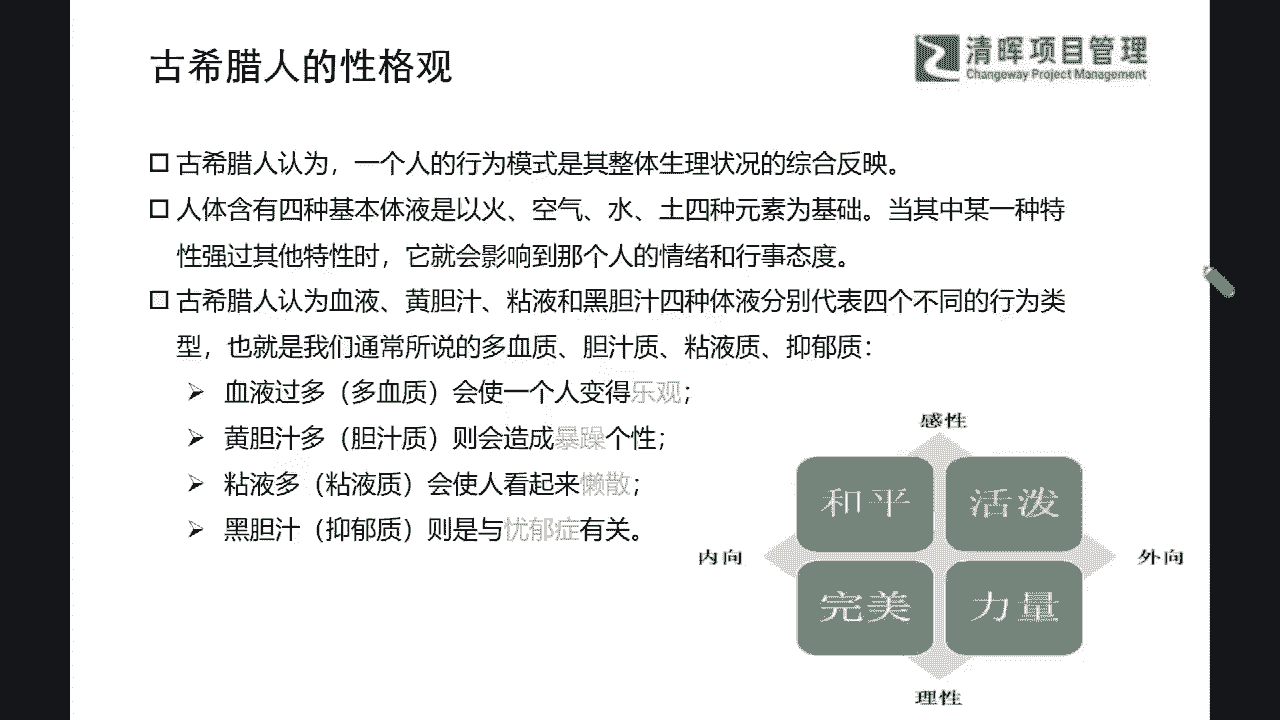 古希腊人的性格观
清晖项目管理
Changeway Project Management
古希腊人认为，一个人的行为模式是其整体生理状况的综合反映。
人体含有四种基本体液是以火、空气、水、土四种元素为基础。当其中某一种特
性强过其他特性时，它就会影响到那个人的情绪和行事态度。
古希腊人认为血液、黄胆汁、粘液和黑胆汁四种体液分别代表四个不同的行为类
型，也就是我们通常所说的多血质、胆汁质、粘液质、抑郁质：
血液过多（多血质）会使一个人变得乐观；
黄胆汁多（胆汁质）则会造成暴躁个性；
粘液多（粘液质）会使人看起来懒散；
黑胆汁（抑郁质）则是与忧郁症有关。
感性
和平
活泼
内向
外向
完美
力量
理性